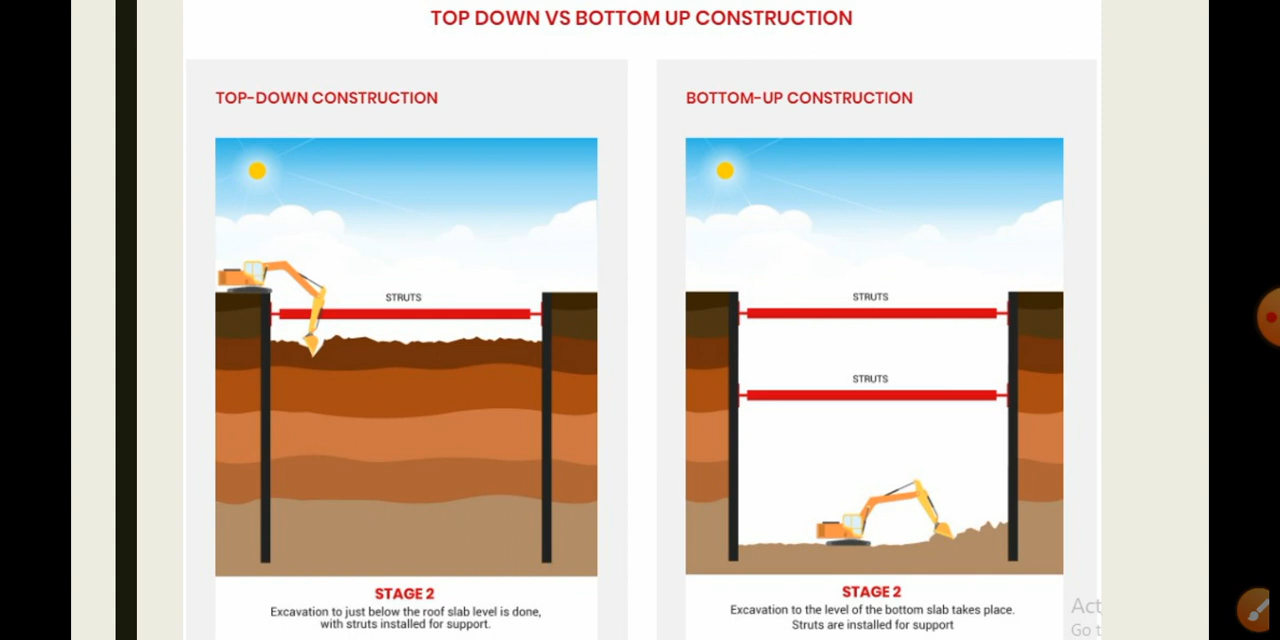 TOP DOWN VS BOTTOM UP CONSTRUCTION
TOP-DOWN CONSTRUCTION
STRUTS
STAGE 2
Excavation to just below the roof slab level is done,
with struts installed for support.
BOTTOM-UP CONSTRUCTION
STRUTS
STRUTS
STAGE 2
Excavation to the level of the bottom slab takes place.
Struts are installed for support
Act
Go t